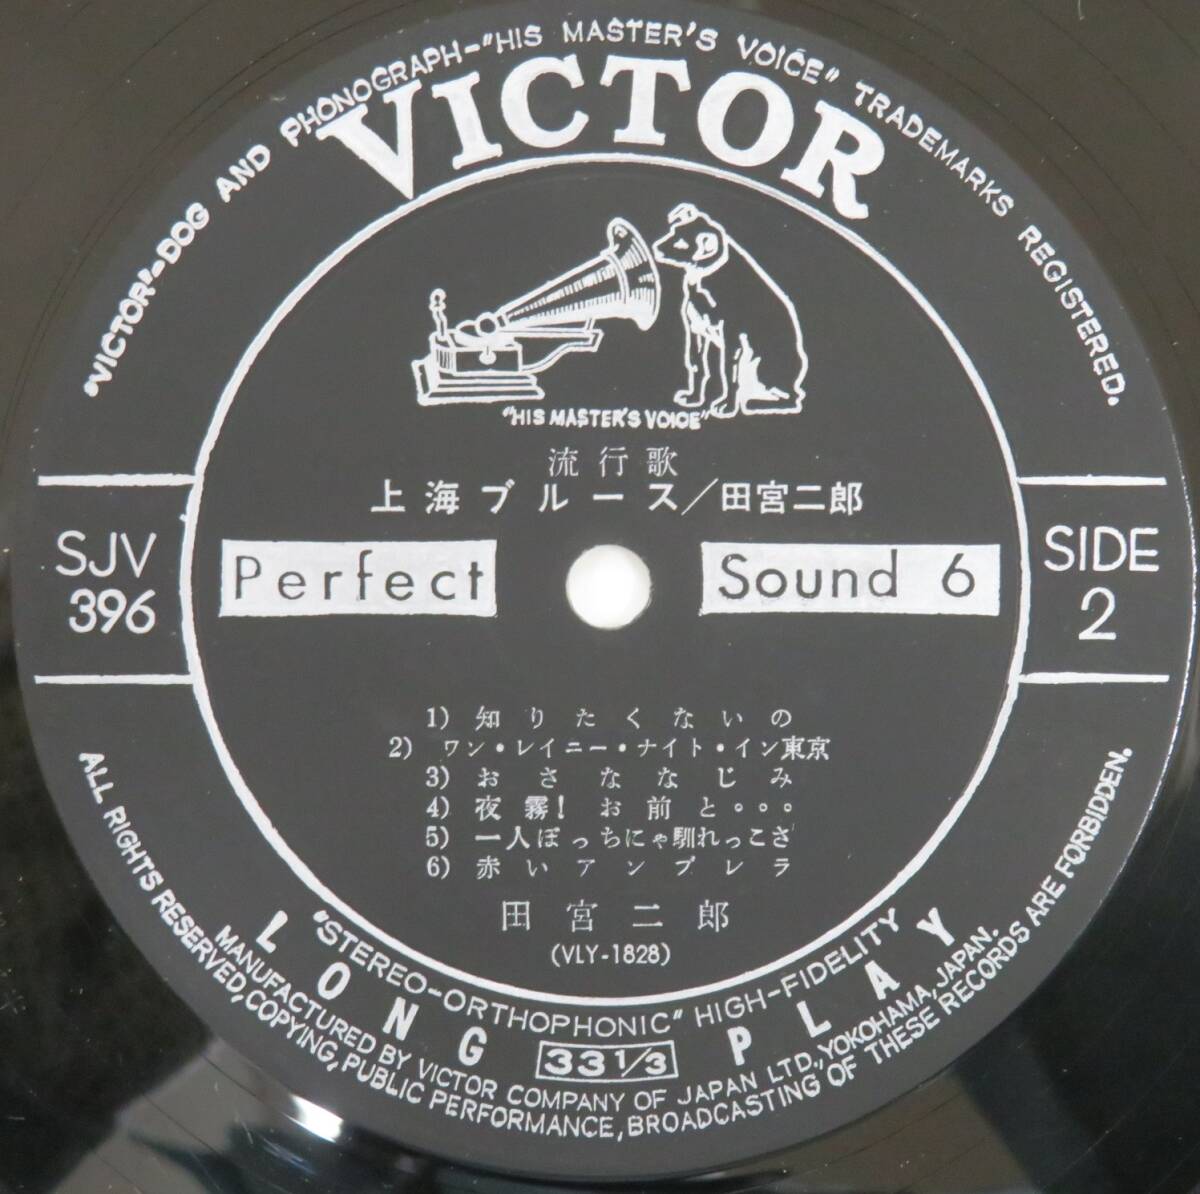 "VICTOR"-DOG AND PHONOGRAPH-"HIS MASTER'S VOICE" TRADEMARKS REGISTERED.
VICTOR
"HIS MASTER'S VOICE"
流行歌
上海ブルース/田宮二郎
SJV
396
Perfect Sound 6
SIDE
2
1) 知りたくないの
2) ワン・レイニー・ナイト・イン東京
3) おさななじみ
4) 夜霧! お前と。。。
5) 一人ぼっちにゃ馴れっこさ
6) 赤いアンブレラ
田宮二郎
(VLY-1828)
"STEREO-ORTHOPHONIC" HIGH-FIDELITY
LONG 33 1/3 PLAY
MANUFACTURED BY VICTOR COMPANY OF JAPAN LTD., YOKOHAMA, JAPAN.
ALL RIGHTS RESERVED, COPYING, PUBLIC PERFORMANCE, BROADCASTING OF THESE RECORDS ARE FORBIDDEN.